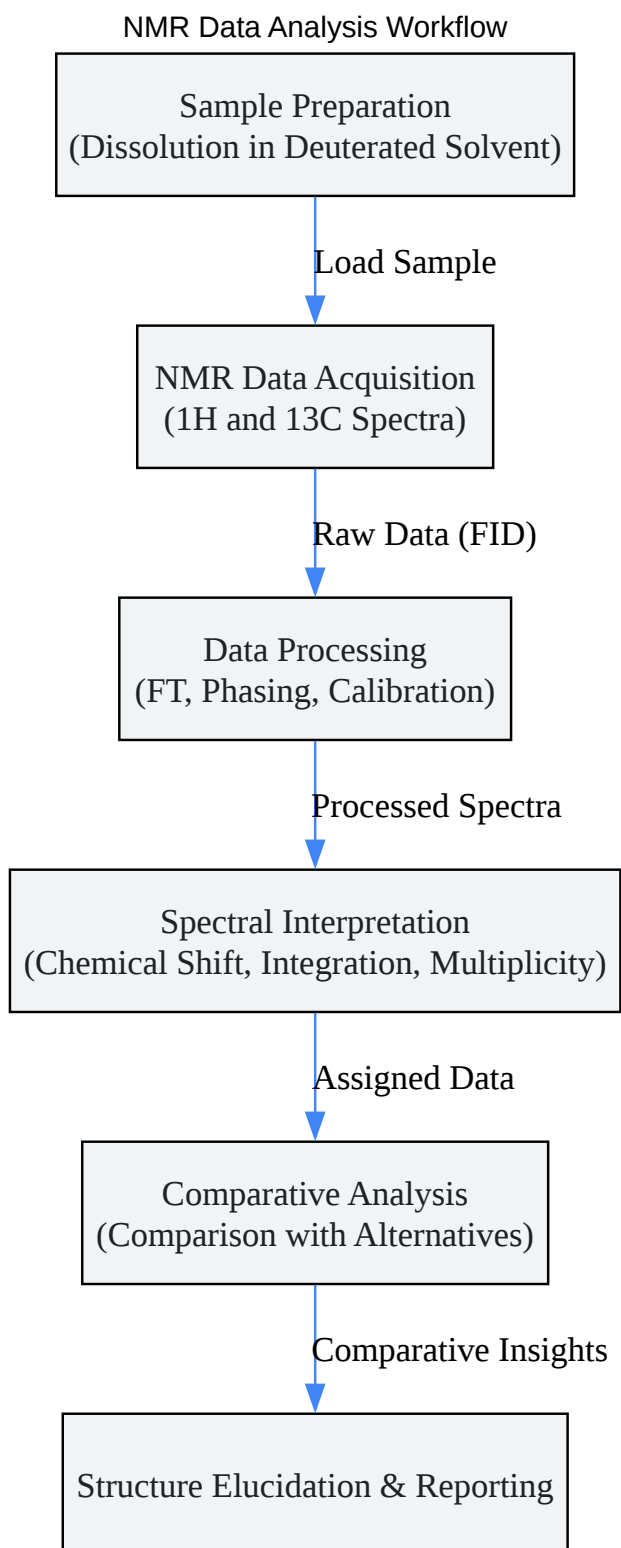 NMR Data Analysis Workflow
Sample Preparation
(Dissolution in Deuterated Solvent)
Load Sample
NMR Data Acquisition
(1H and 13C Spectra)
Raw Data (FID)
Data Processing
(FT, Phasing, Calibration)
Processed Spectra
Spectral Interpretation
(Chemical Shift, Integration, Multiplicity)
Assigned Data
Comparative Analysis
(Comparison with Alternatives)
Comparative Insights
Structure Elucidation & Reporting